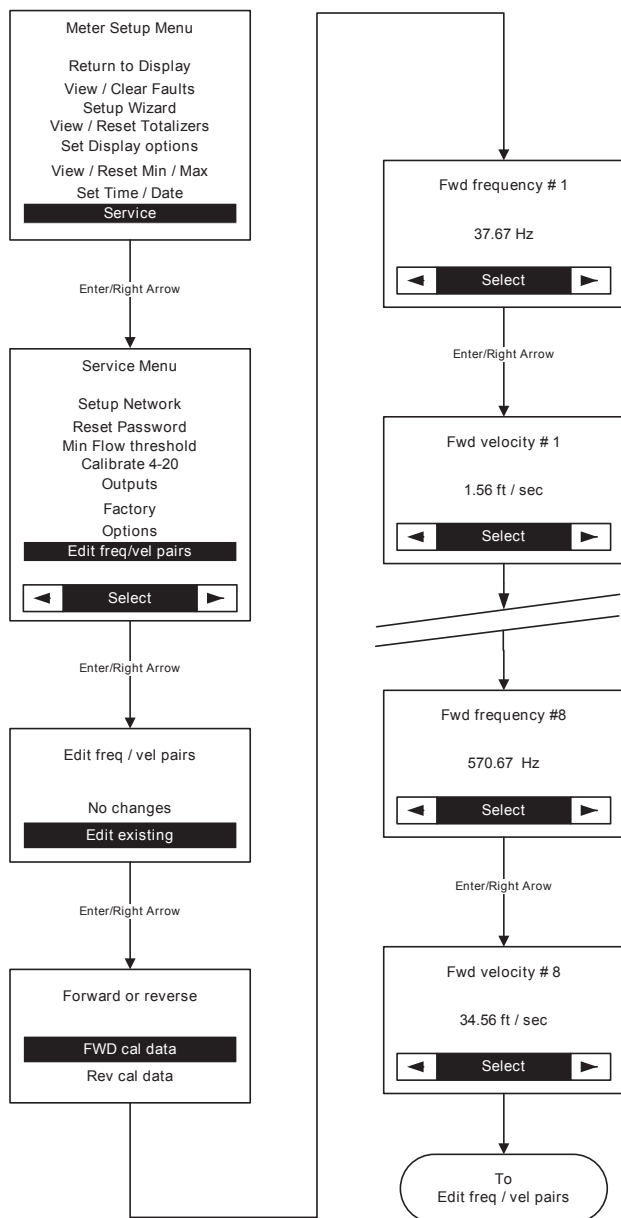 Meter Setup Menu
Return to Display
View / Clear Faults
Setup Wizard
View / Reset Totalizers
Set Display options
View / Reset Min / Max
Set Time / Date
Service
Enter/Right Arrow
Service Menu
Setup Network
Reset Password
Min Flow threshold
Calibrate 4-20
Outputs
Factory
Options
Edit freq/vel pairs
Select
Enter/Right Arrow
Edit freq / vel pairs
No changes
Edit existing
Enter/Right Arrow
Forward or reverse
FWD cal data
Rev cal data
Fwd frequency # 1
37.67 Hz
Select
Enter/Right Arrow
Fwd velocity # 1
1.56 ft / sec
Select
Fwd frequency #8
570.67 Hz
Select
Enter/Right Arow
Fwd velocity # 8
34.56 ft / sec
Select
To
Edit freq / vel pairs